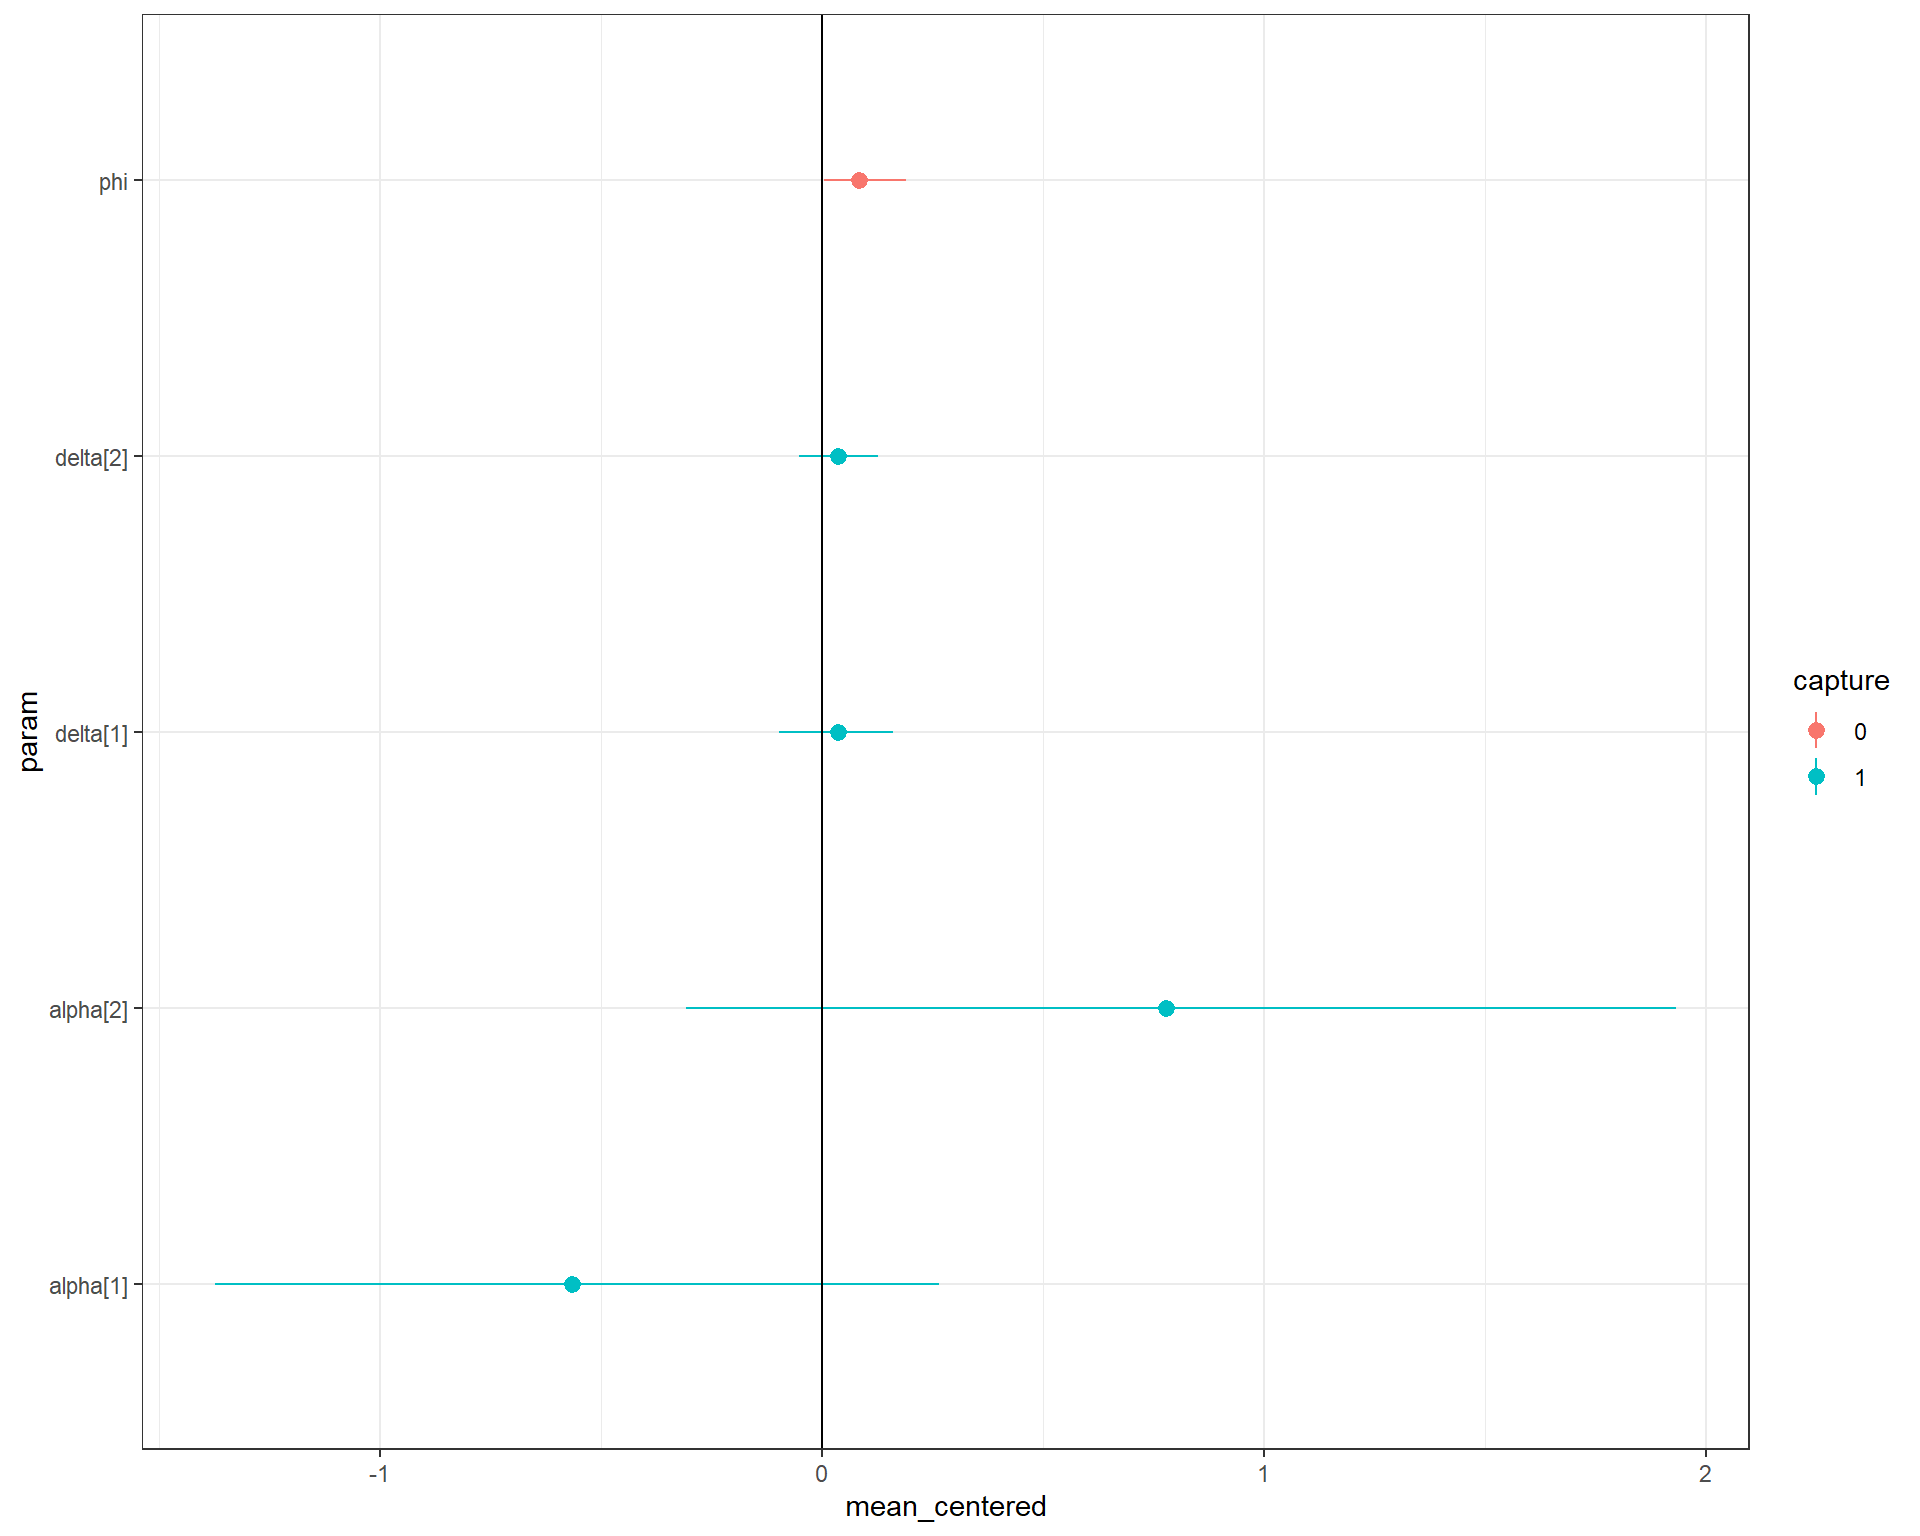 phi
delta[2]
delta[1]
alpha[2]
alpha[1]
param
-1
0
1
2
mean_centered
capture
0
1